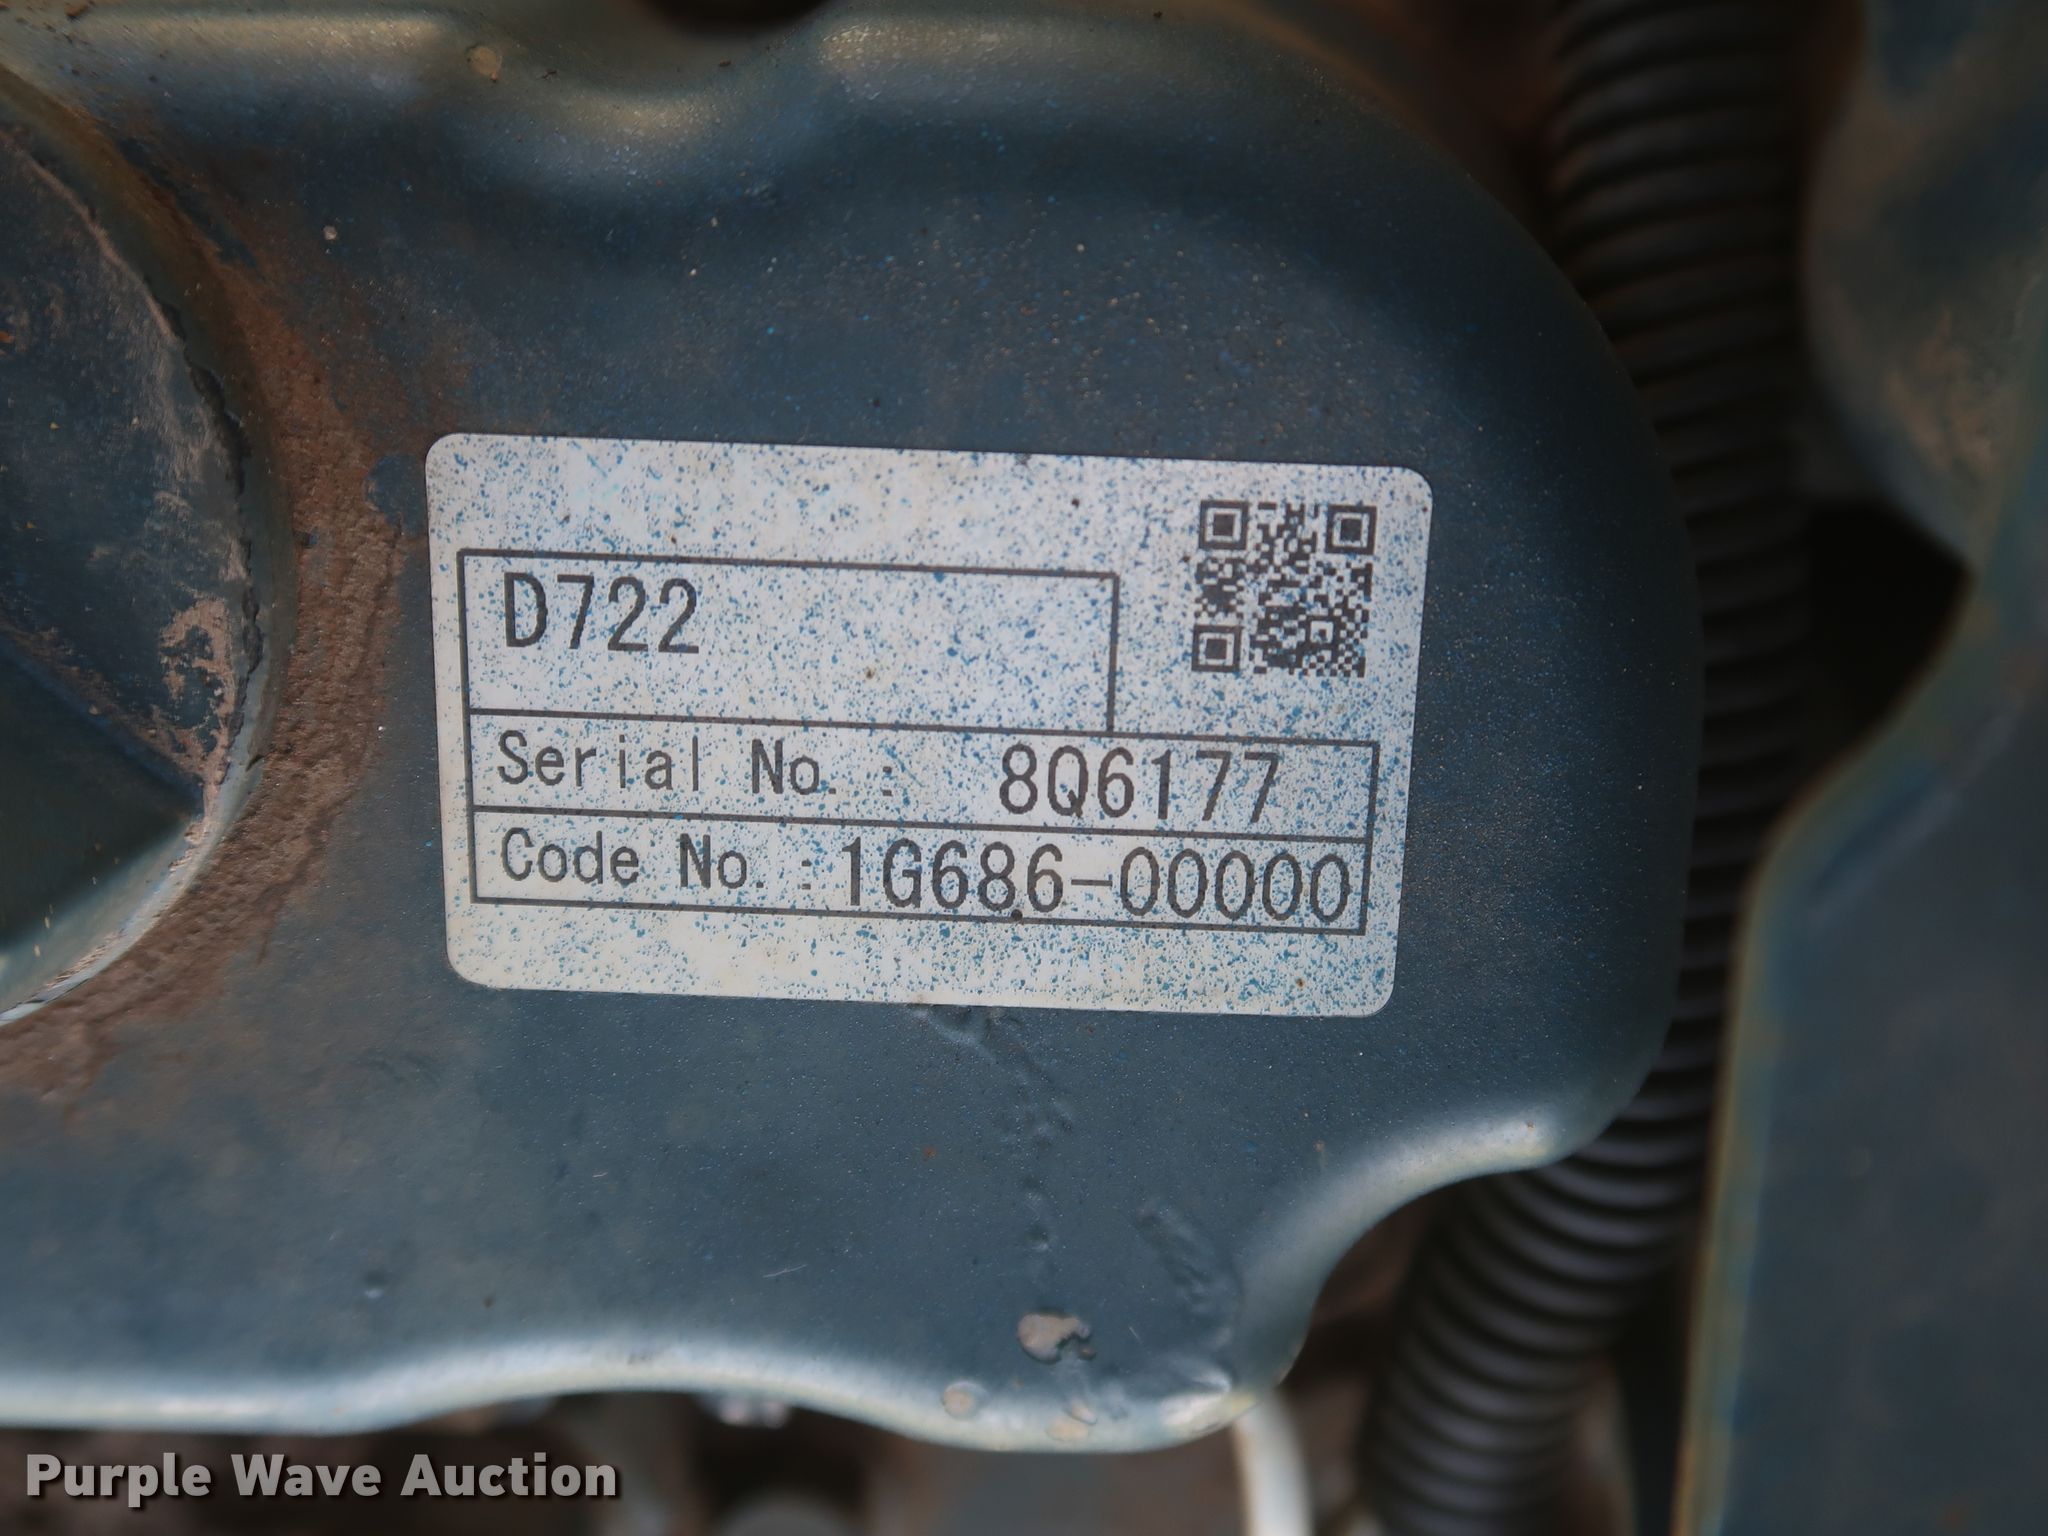 D722
Serial No.: 8Q6177
Code No.:1G686-00000
Purple Wave Auction